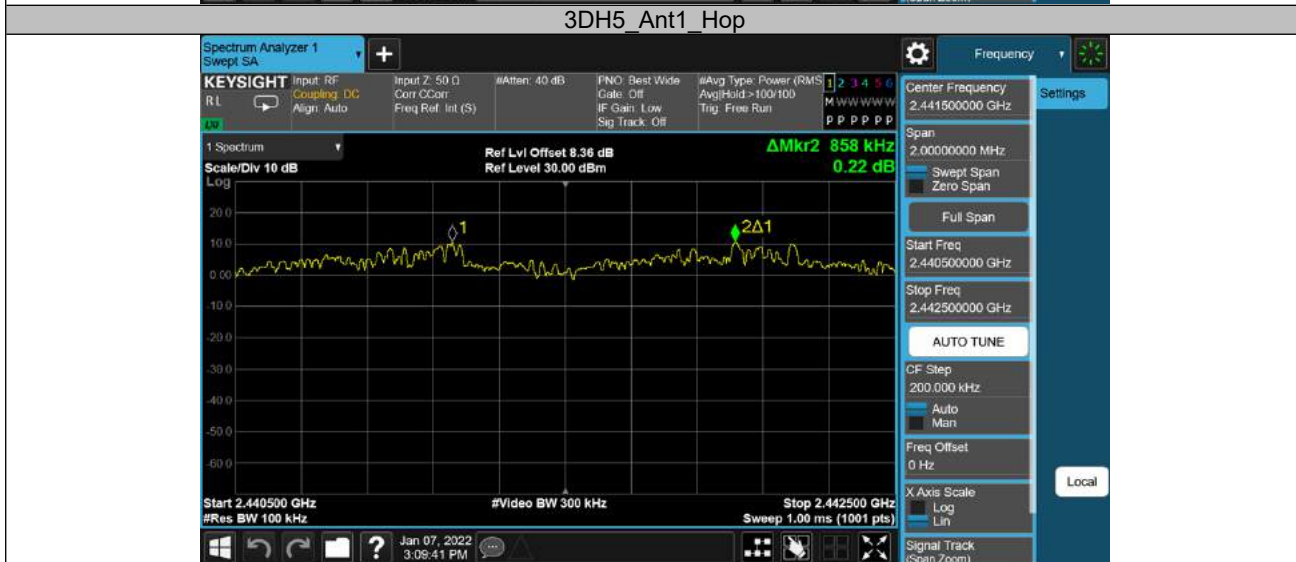 3DH5_Ant1_Hop
Spectrum Analyzer 1
Swept SA
Frequency
KEYSIGHT
RL
Input: RF
Coupling: DC
Align: Auto
Input Z: 50 Ω
Corr CCorr
Freq Ref: Int (S)
#Atten: 40 dB
PNO: Best Wide
Gate: Off
IF Gain: Low
Sig Track: Off
#Avg Type: Power (RMS
Avg|Hold:>100/100
Trig: Free Run
1 2 3 4 5 6
M W W W W W
P P P P P P
1 Spectrum
Scale/Div 10 dB
Log
Ref Lvl Offset 8.36 dB
Ref Level 30.00 dBm
ΔMkr2 858 kHz
0.22 dB
20.0
10.0
0.00
-10.0
-20.0
-30.0
-40.0
-50.0
-60.0
1
2Δ1
Start 2.440500 GHz
#Res BW 100 kHz
#Video BW 300 kHz
Stop 2.442500 GHz
Sweep 1.00 ms (1001 pts)
Jan 07, 2022
3:09:41 PM
Center Frequency
2.441500000 GHz
Settings
Span
2.00000000 MHz
Swept Span
Zero Span
Full Span
Start Freq
2.440500000 GHz
Stop Freq
2.442500000 GHz
AUTO TUNE
CF Step
200.000 kHz
Auto
Man
Freq Offset
0 Hz
X Axis Scale
Log
Lin
Local
Signal Track
(Span Zoom)